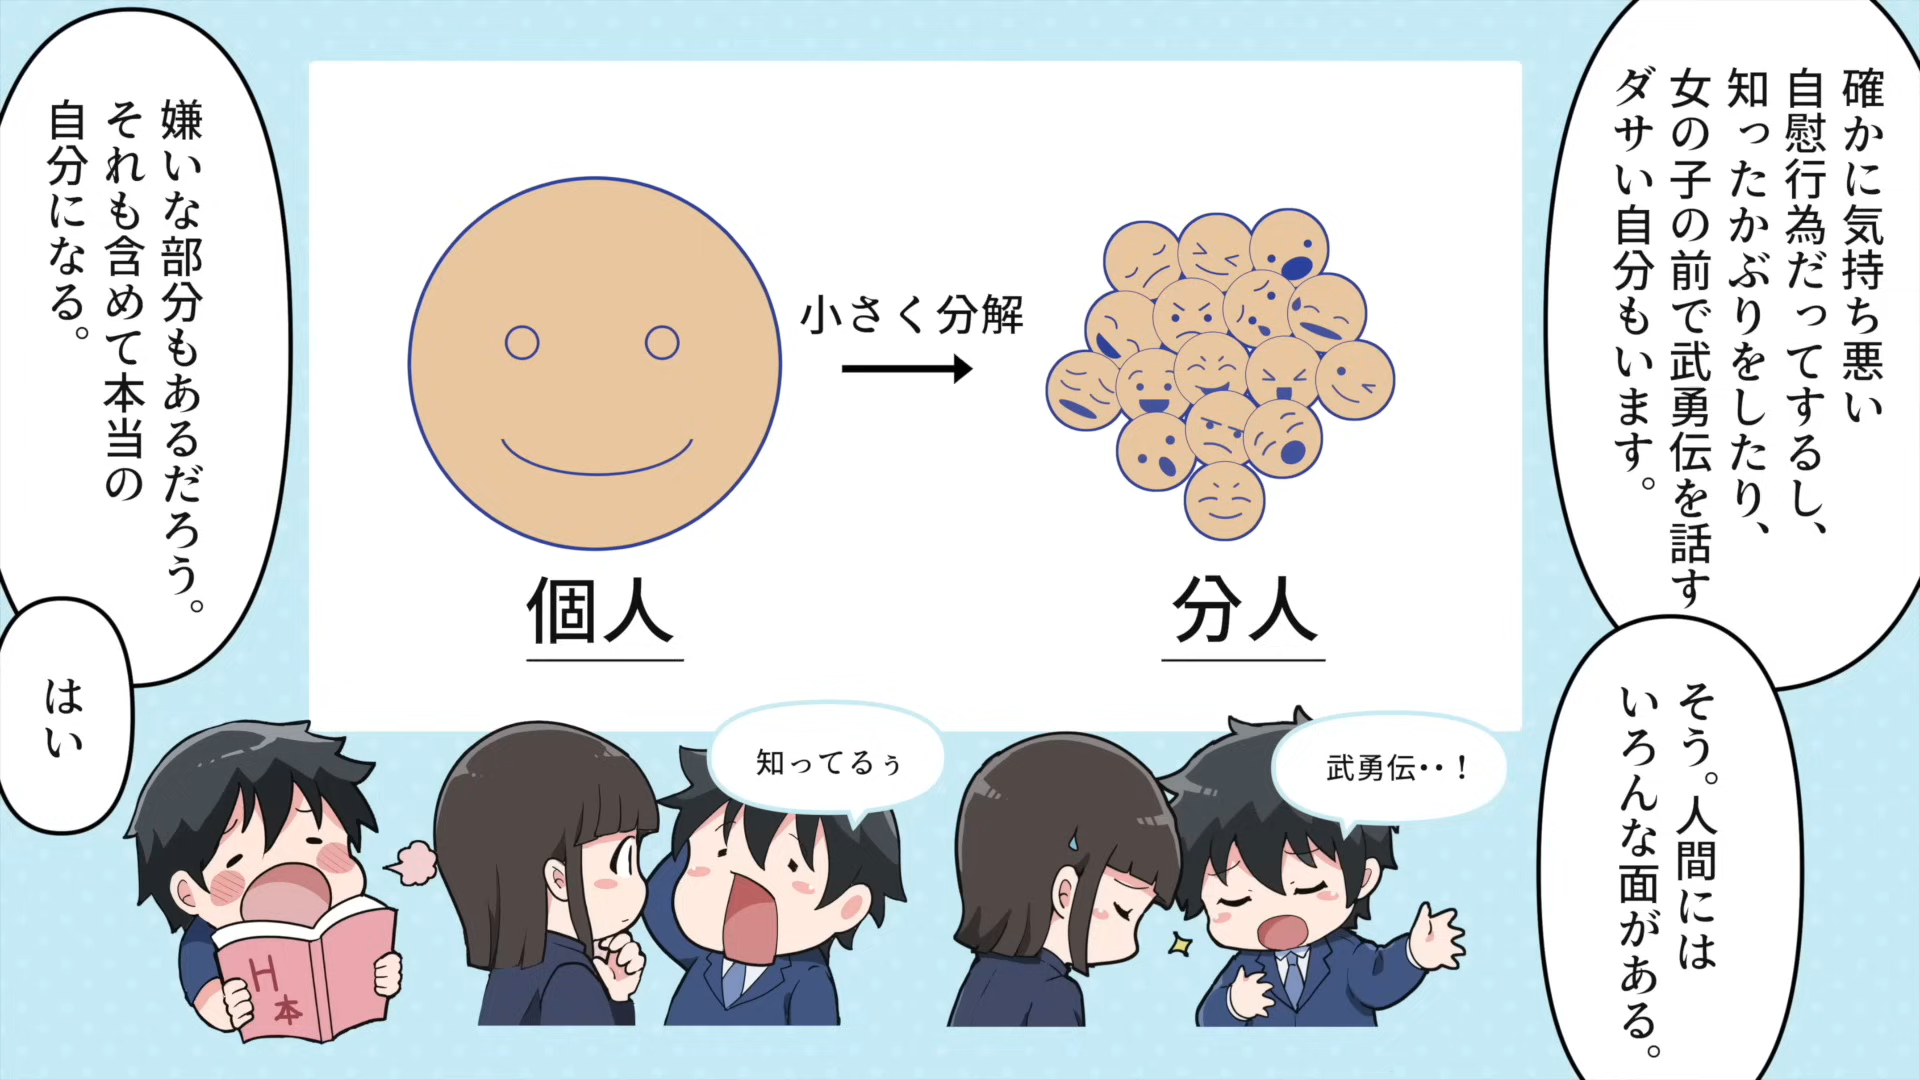 確かに気持ち悪い
自慰行為だってするし、
知ったかぶりをしたり、
女の子の前で武勇伝を話す
ダサい自分もいます。
そう。人間には
いろんな面がある。
小さく分解
個人
分人
知ってるぅ
武勇伝・・！
H
本
嫌いな部分もあるだろう。
それも含めて本当の
自分になる。
はい